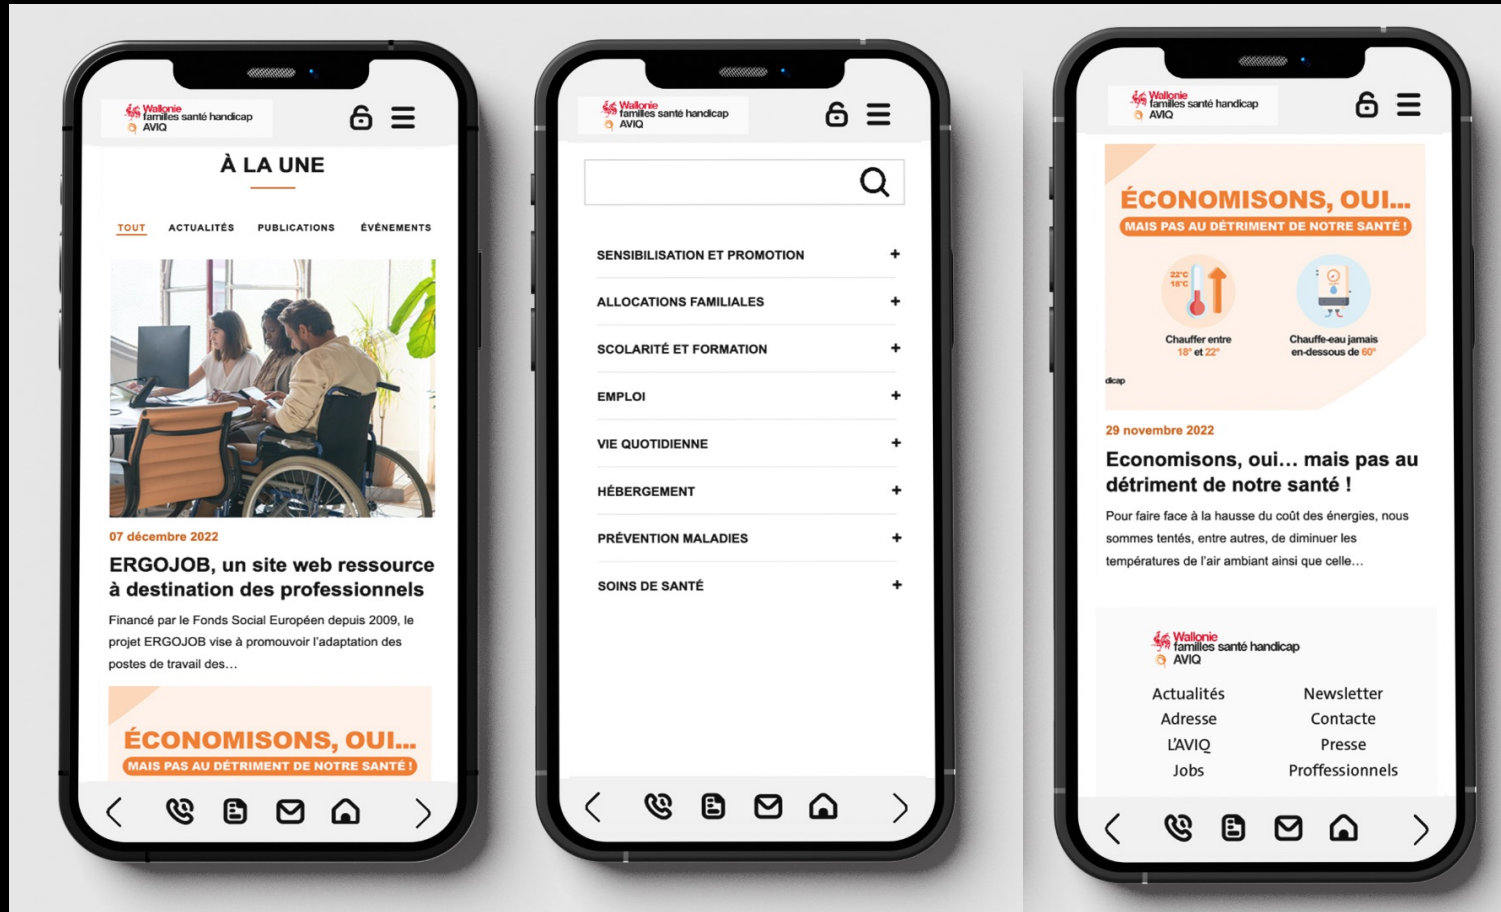 Wallonie
familles santé handicap
AVIQ
À LA UNE
TOUT ACTUALITÉS PUBLICATIONS ÉVÉNEMENTS
07 décembre 2022
ERGOJOB, un site web ressource
à destination des professionnels
Financé par le Fonds Social Européen depuis 2009, le
projet ERGOJOB vise à promouvoir l'adaptation des
postes de travail des...
ÉCONOMISONS, OUI...
MAIS PAS AU DÉTRIMENT DE NOTRE SANTÉ !
Wallonie
familles santé handicap
AVIQ
SENSIBILISATION ET PROMOTION +
ALLOCATIONS FAMILIALES +
SCOLARITÉ ET FORMATION +
EMPLOI +
VIE QUOTIDIENNE +
HÉBERGEMENT +
PRÉVENTION MALADIES +
SOINS DE SANTÉ +
Wallonie
familles santé handicap
AVIQ
ÉCONOMISONS, OUI...
MAIS PAS AU DÉTRIMENT DE NOTRE SANTÉ !
22°C
18°C
Chauffer entre
18° et 22°
Chauffe-eau jamais
en-dessous de 60°
dicap
29 novembre 2022
Economisons, oui... mais pas au
détriment de notre santé !
Pour faire face à la hausse du coût des énergies, nous
sommes tentés, entre autres, de diminuer les
températures de l'air ambiant ainsi que celle...
Wallonie
familles santé handicap
AVIQ
Actualités Newsletter
Adresse Contacte
L'AVIQ Presse
Jobs Proffessionnels